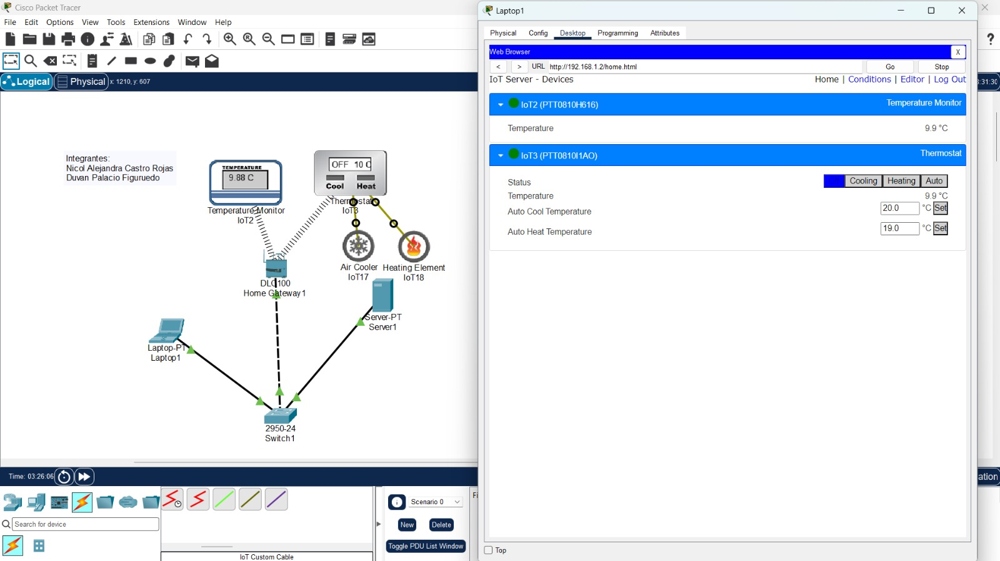 Cisco Packet Tracer
File Edit Options View Tools Extensions Window Help
Logical Physical x: 1210, y: 607
Integrantes:
Nicol Alejandra Castro Rojas
Duvan Palacio Figuruedo
TEMPERATURE
9.88 C
Temperature Monitor
IoT2
OFF 10 C
Cool Heat
Thermostat
IoT3
Air Cooler
IoT17
Heating Element
IoT18
DLC100
Home Gateway1
Server-PT
Server1
Laptop-PT
Laptop1
2950-24
Switch1
Time: 03:26:06
Search for device
IoT Custom Cable
Scenario 0
New Delete
Toggle PDU List Window
Fi
Laptop1
Physical Config Desktop Programming Attributes
Web Browser X
< > URL http://192.168.1.2/home.html Go Stop
IoT Server - Devices Home | Conditions | Editor | Log Out
IoT2 (PTT0810H616) Temperature Monitor
Temperature 9.9 °C
IoT3 (PTT0810I1AO) Thermostat
Status Cooling Heating Auto
Temperature 9.9 °C
Auto Cool Temperature 20.0 °C Set
Auto Heat Temperature 19.0 °C Set
Top
?
:31:30
ation